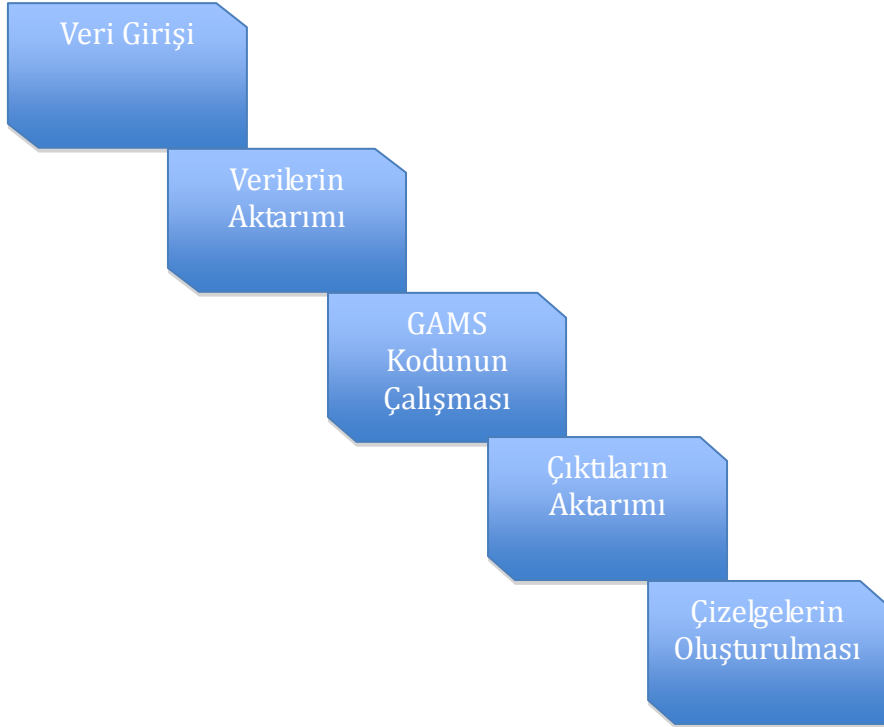 Veri Girişi
Verilerin
Aktarımı
GAMS
Kodunun
Çalışması
Çıktıların
Aktarımı
Çizelgelerin
Oluşturulması